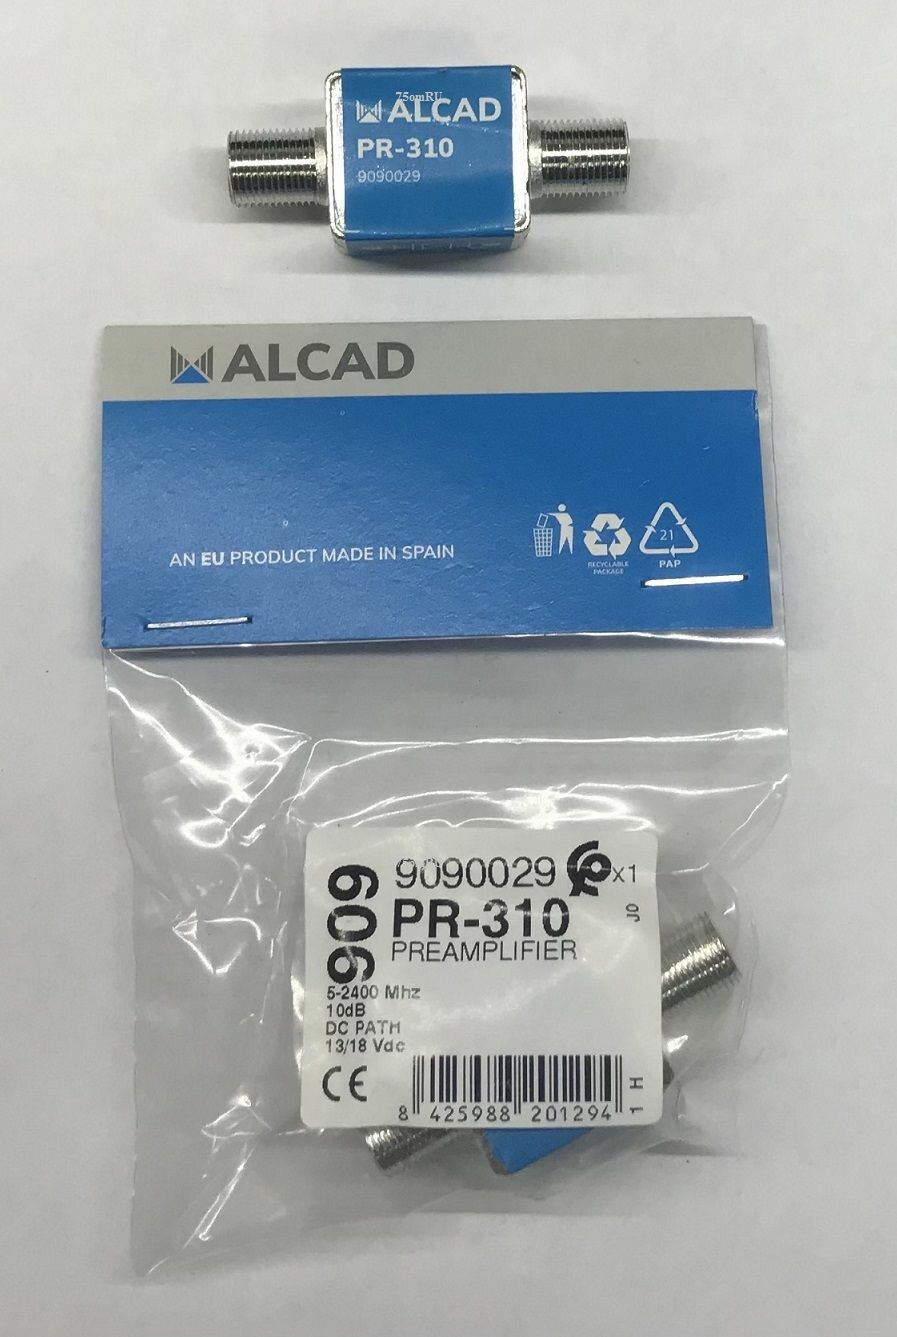 75omRU
ALCAD
PR-310
9090029
ALCAD
AN EU PRODUCT MADE IN SPAIN
RECYCLABLE
PACKAGE
21
PAP
909
9090029 x1
PR-310
J0
PREAMPLIFIER
5-2400 Mhz
10dB
DC PATH
13/18 Vdc
CE
1 H
8 425988 201294